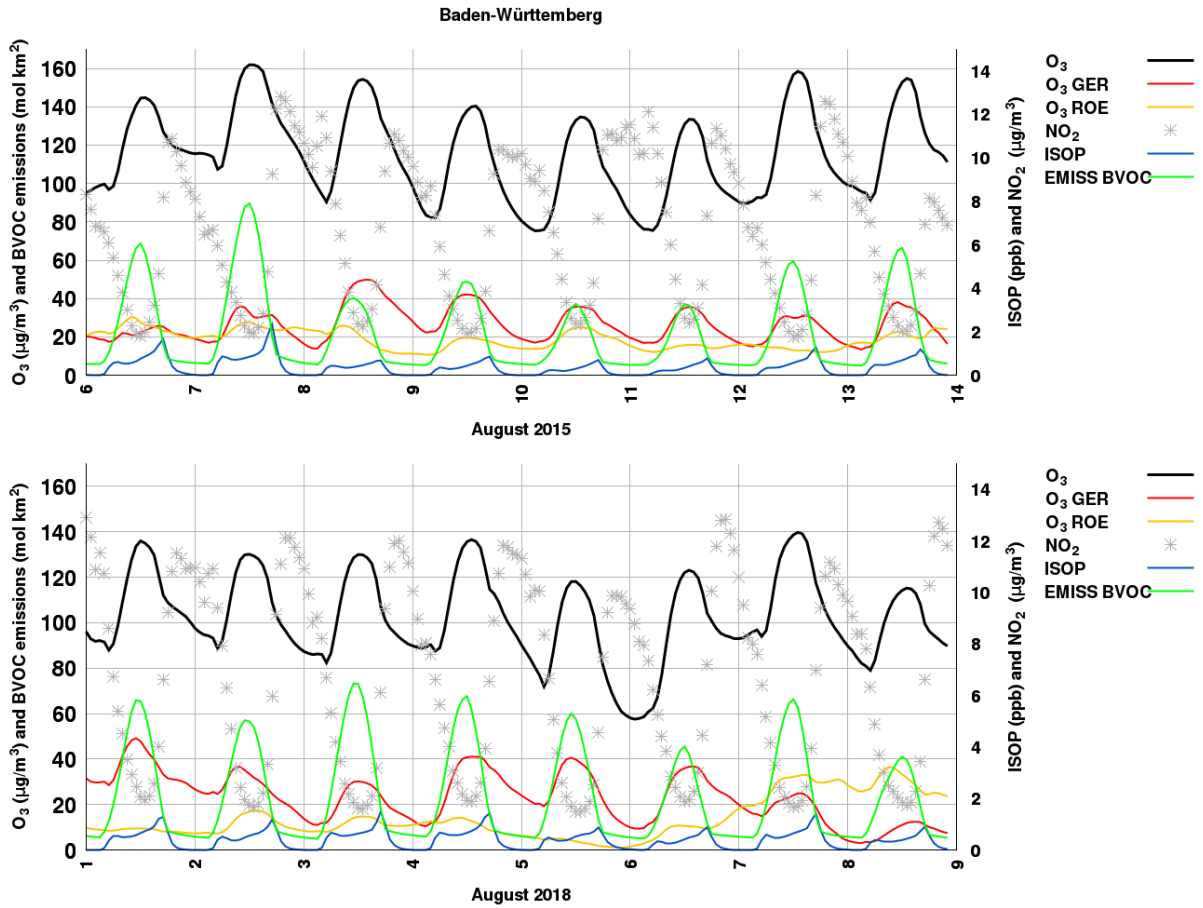 Baden-Württemberg
O₃ (µg/m³) and BVOC emissions (mol km²)
160
140
120
100
80
60
40
20
0
6
7
8
9
10
11
12
13
14
August 2015
14
12
10
8
6
4
2
0
ISOP (ppb) and NO₂ (µg/m³)
O₃
O₃ GER
O₃ ROE
NO₂
ISOP
EMISS BVOC
O₃ (µg/m³) and BVOC emissions (mol km²)
160
140
120
100
80
60
40
20
0
1
2
3
4
5
6
7
8
9
August 2018
14
12
10
8
6
4
2
0
ISOP (ppb) and NO₂ (µg/m³)
O₃
O₃ GER
O₃ ROE
NO₂
ISOP
EMISS BVOC